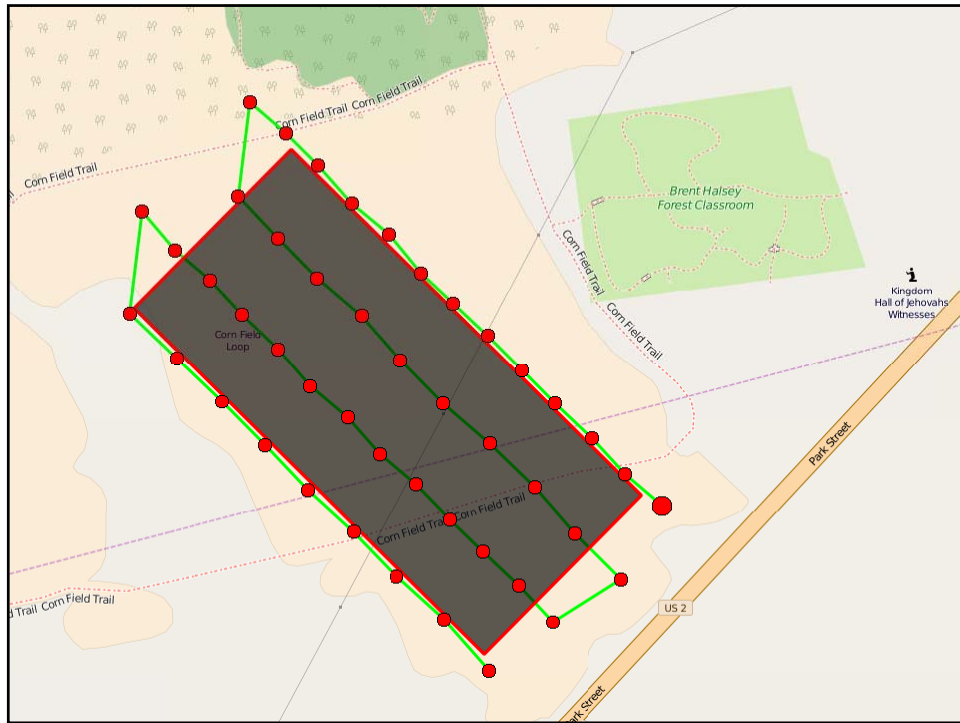 Corn Field Trail Corn Field Trail
Corn Field Trail
Brent Halsey
Forest Classroom
Corn Field Trail
Kingdom
Hall of Jehovahs
Witnesses
Corn Field Trail
Corn Field
Loop
Park Street
Corn Field Trail Corn Field Trail
d Trail Corn Field Trail
US 2
Park Street